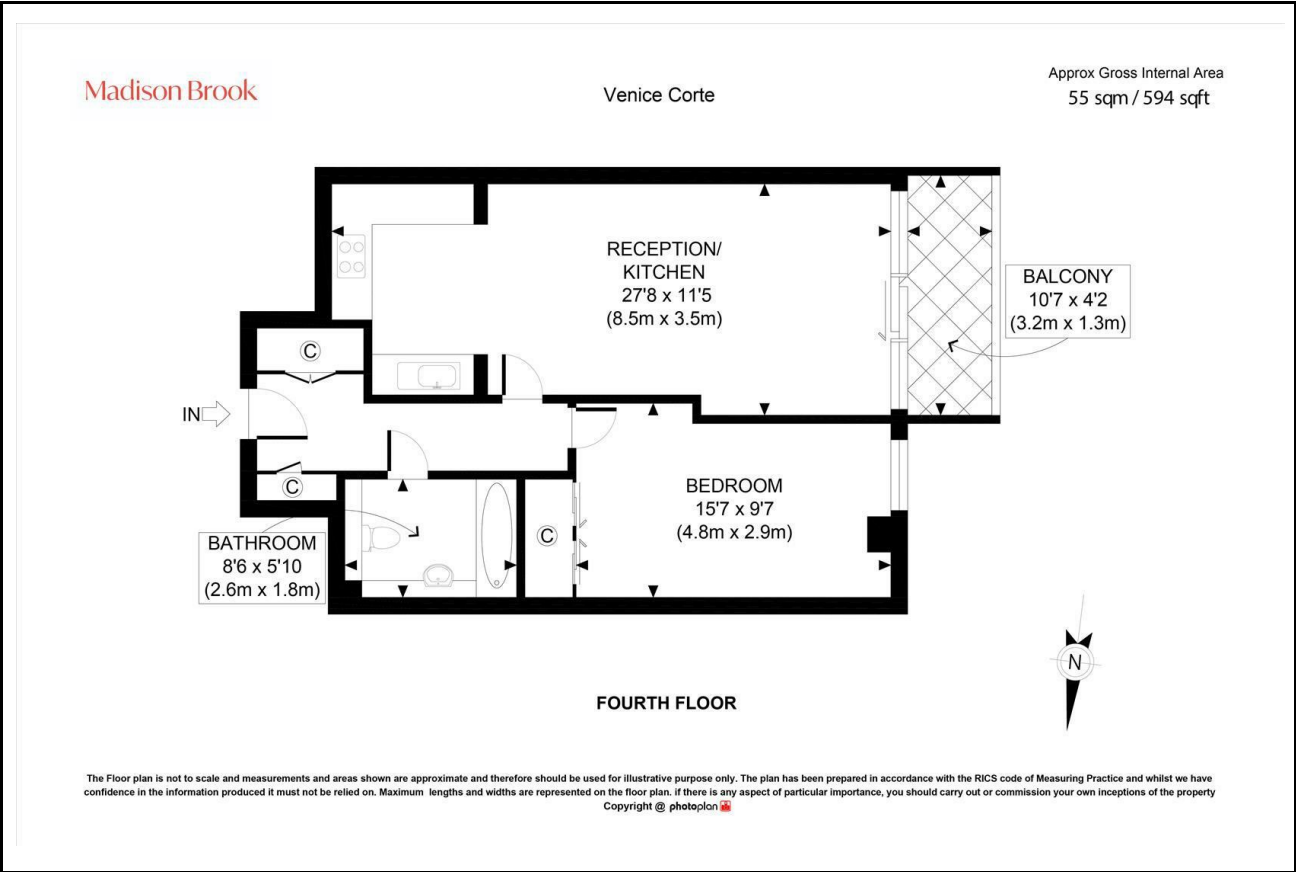 Madison Brook
Venice Corte
Approx Gross Internal Area
55 sqm / 594 sqft
RECEPTION/
KITCHEN
27'8 x 11'5
(8.5m x 3.5m)
BALCONY
10'7 x 4'2
(3.2m x 1.3m)
C
IN
C
BEDROOM
15'7 x 9'7
(4.8m x 2.9m)
C
BATHROOM
8'6 x 5'10
(2.6m x 1.8m)
N
FOURTH FLOOR
The Floor plan is not to scale and measurements and areas shown are approximate and therefore should be used for illustrative purpose only. The plan has been prepared in accordance with the RICS code of Measuring Practice and whilst we have
confidence in the information produced it must not be relied on. Maximum lengths and widths are represented on the floor plan. if there is any aspect of particular importance, you should carry out or commission your own inceptions of the property
Copyright @ photoplan